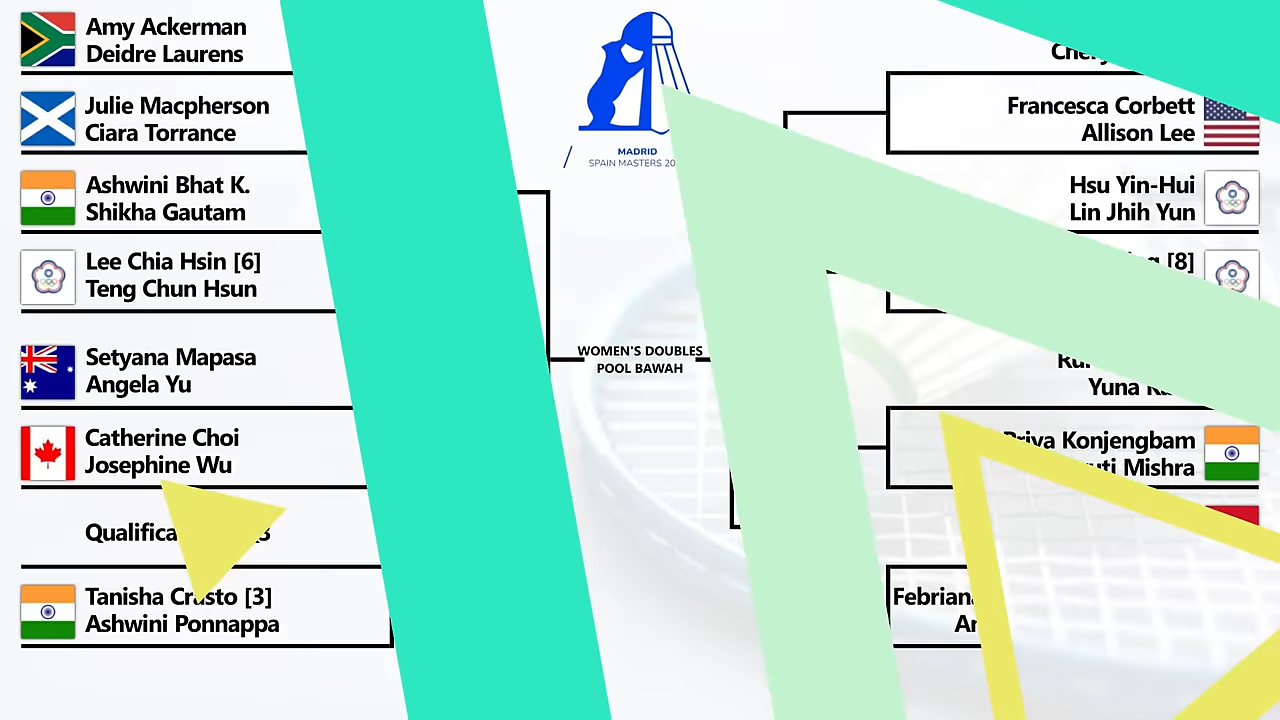 Amy Ackerman
Deidre Laurens
Julie Macpherson
Ciara Torrance
Ashwini Bhat K.
Shikha Gautam
Lee Chia Hsin [6]
Teng Chun Hsun
Setyana Mapasa
Angela Yu
Catherine Choi
Josephine Wu
Tanisha Crasto [3]
Ashwini Ponnappa
MADRID
SPAIN MASTERS
WOMEN'S DOUBLES
POOL BAWAH
Francesca Corbett
Allison Lee
Hsu Yin-Hui
Lin Jhih Yun
[8]
Yuna
Priya Konjengbam
Mishra